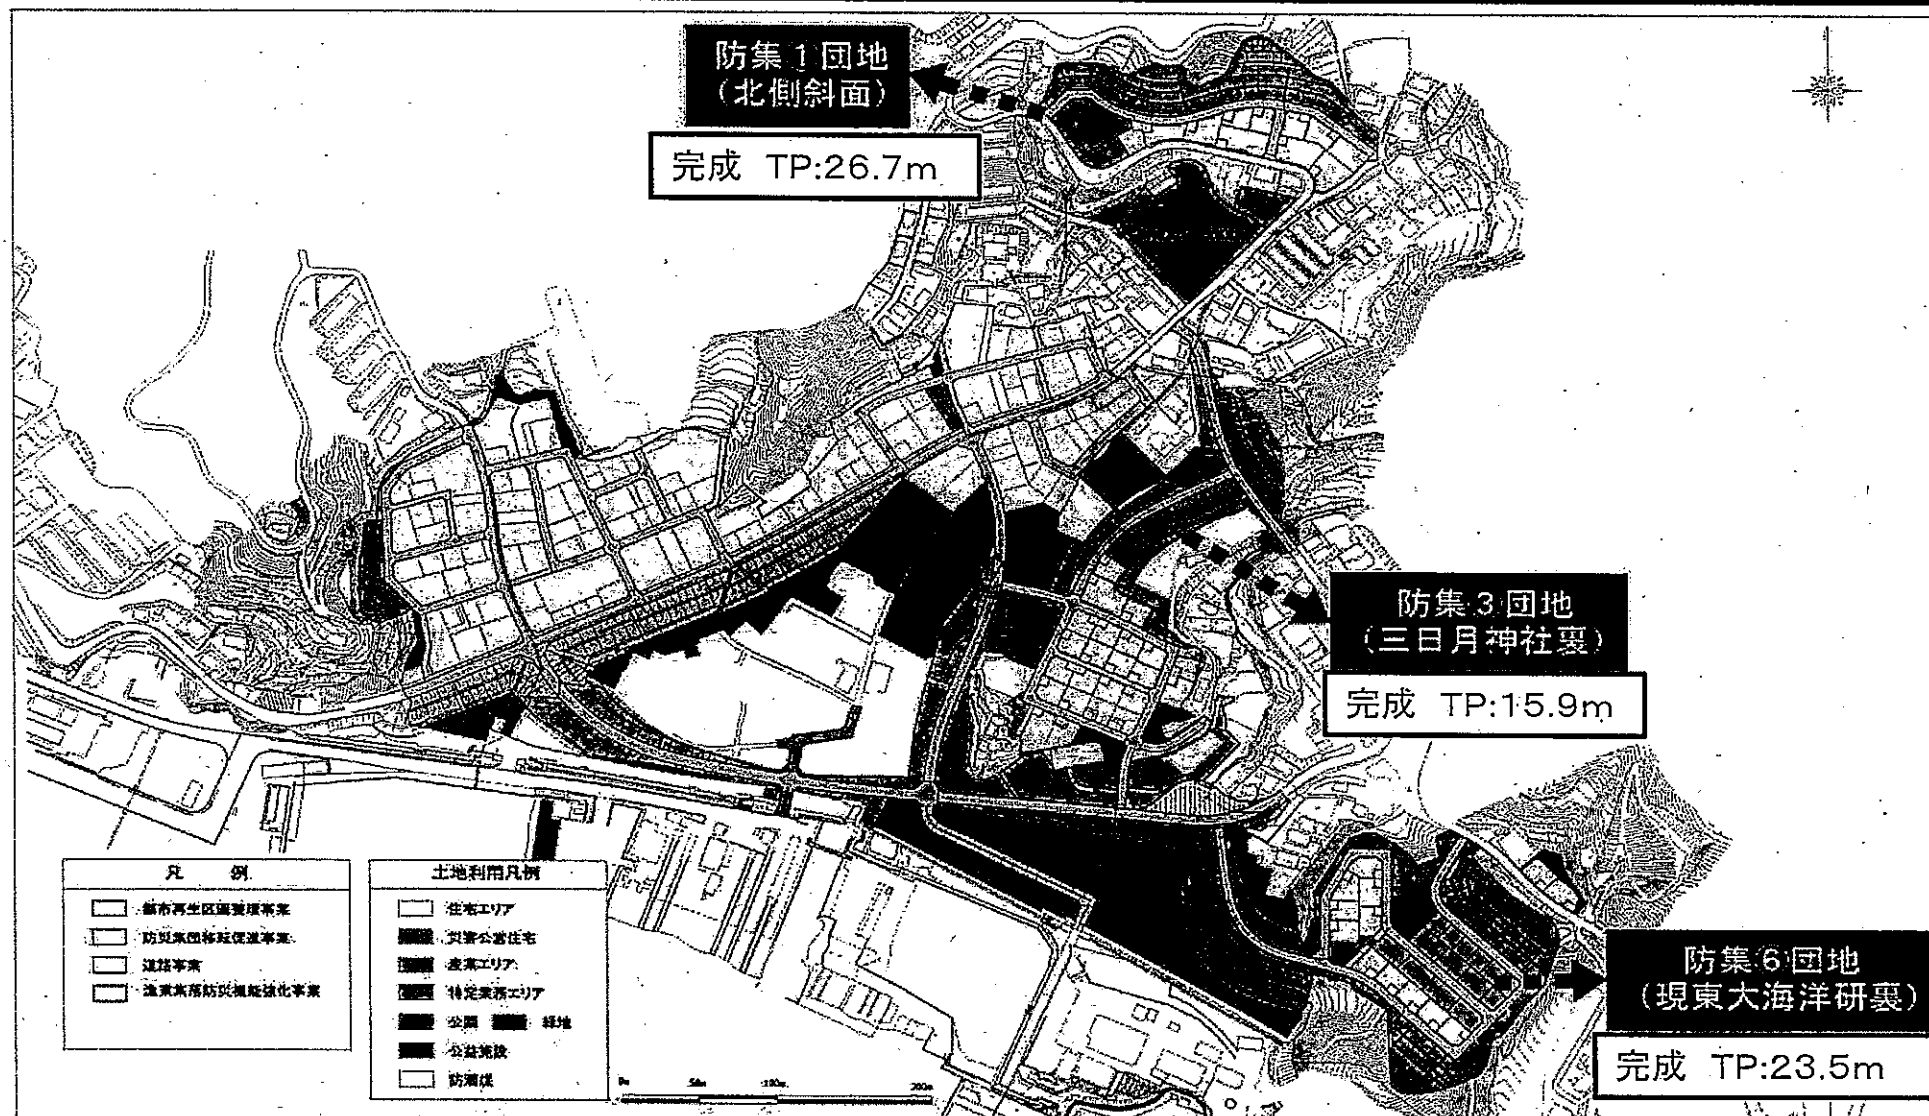 防集1団地
(北側斜面)
完成 TP:26.7m
防集3団地
(三日月神社裏)
完成 TP:15.9m
防集6団地
(現東大海洋研裏)
完成 TP:23.5m
凡 例
都市再生区画整理事業
防災集団移転促進事業
道路事業
漁業集落防災機能強化事業
土地利用凡例
住宅エリア
災害公営住宅
産業エリア
特定業務エリア
公園 緑地
公益施設
防潮堤
0m 50m 100m 200m